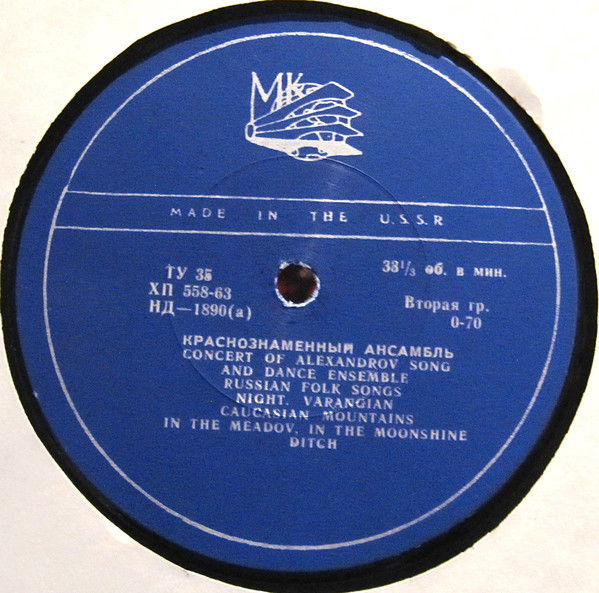 МК
MADE IN THE U.S.S.R
ТУ 35
ХП 558-63
НД—1890(а)
33⅓ об. в мин.
Вторая гр.
0-70
КРАСНОЗНАМЕННЫЙ АНСАМБЛЬ
CONCERT OF ALEXANDROV SONG
AND DANCE ENSEMBLE
RUSSIAN FOLK SONGS
NIGHT. VARANGIAN
CAUCASIAN MOUNTAINS
IN THE MEADOV, IN THE MOONSHINE
DITCH